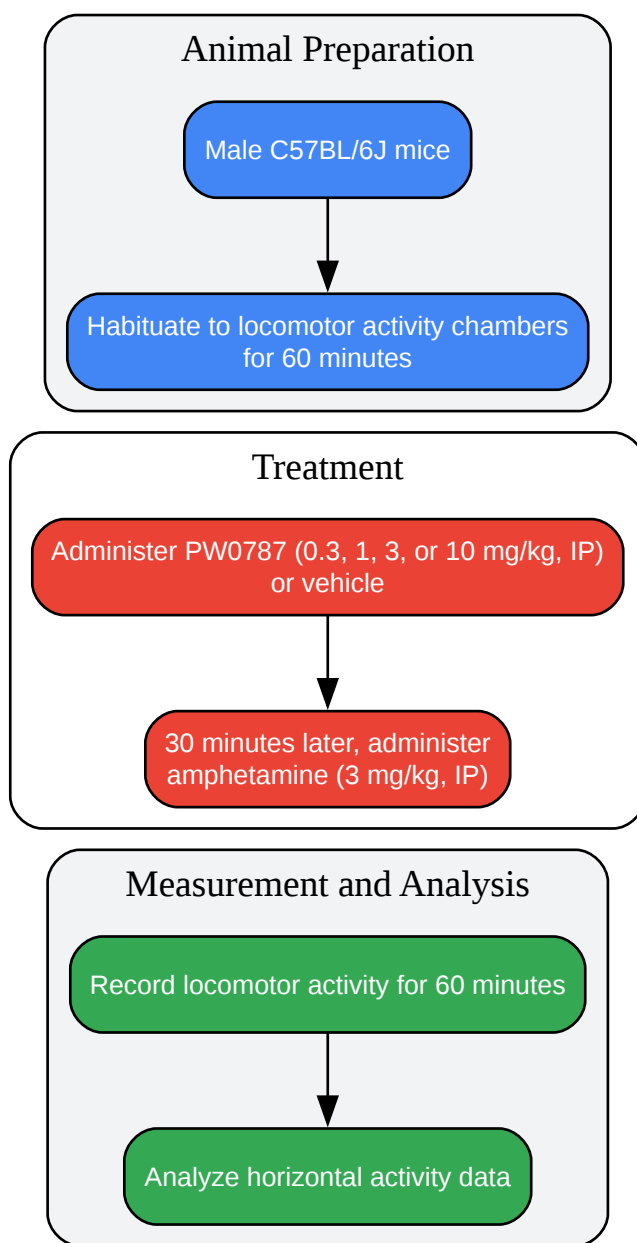 Animal Preparation
Male C57BL/6J mice
Habituate to locomotor activity chambers
for 60 minutes
Treatment
Administer PW0787 (0.3, 1, 3, or 10 mg/kg, IP)
or vehicle
30 minutes later, administer
amphetamine (3 mg/kg, IP)
Measurement and Analysis
Record locomotor activity for 60 minutes
Analyze horizontal activity data